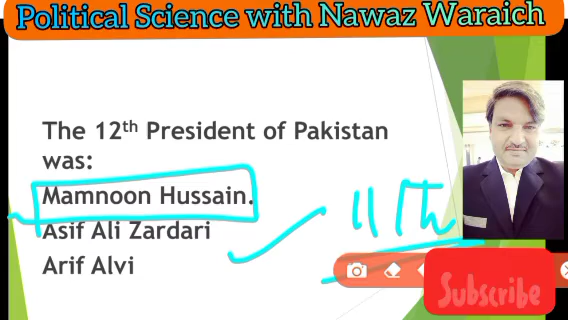 Political Science with Nawaz Waraich
The 12th President of Pakistan
was:
Mamnoon Hussain.
Asif Ali Zardari
11th
Arif Alvi
Subscribe